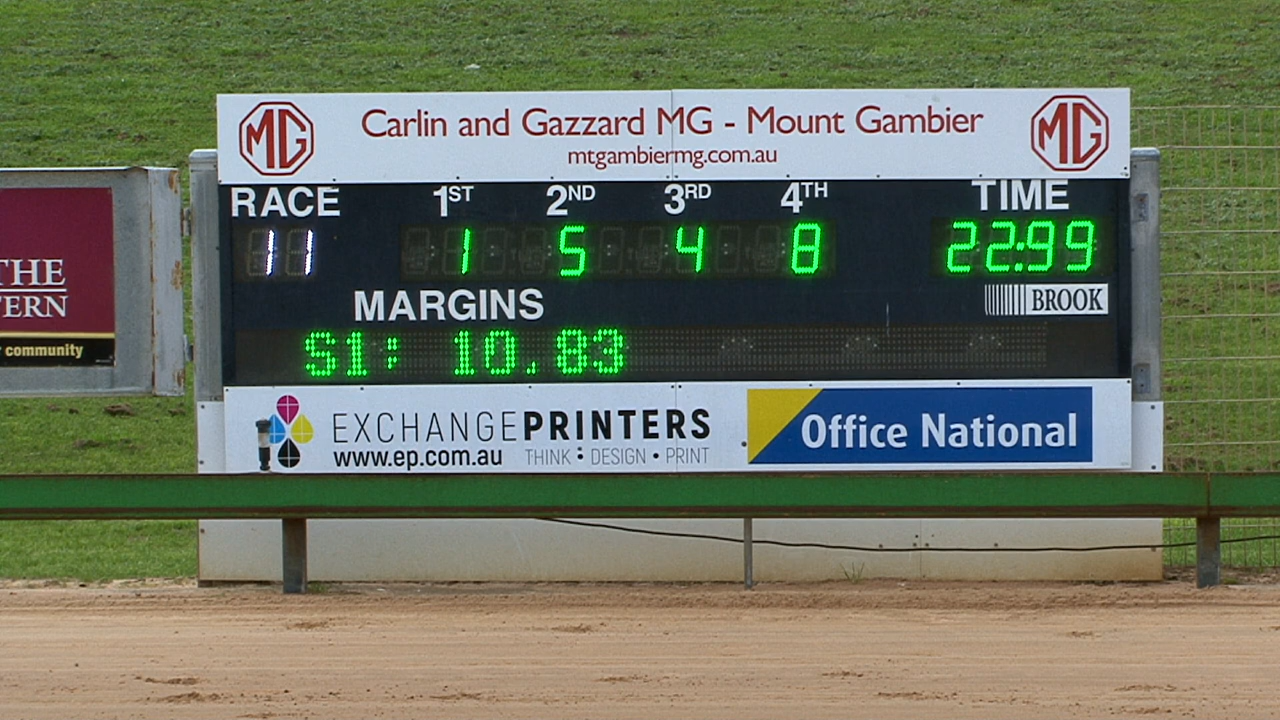 MG Carlin and Gazzard MG - Mount Gambier MG
mtgambiermg.com.au
RACE 1ST 2ND 3RD 4TH TIME
11 1 5 4 8 22:99
MARGINS BROOK
S1: 10.83
THE
TERN
community
EXCHANGEPRINTERS
www.ep.com.au THINK : DESIGN • PRINT
Office National